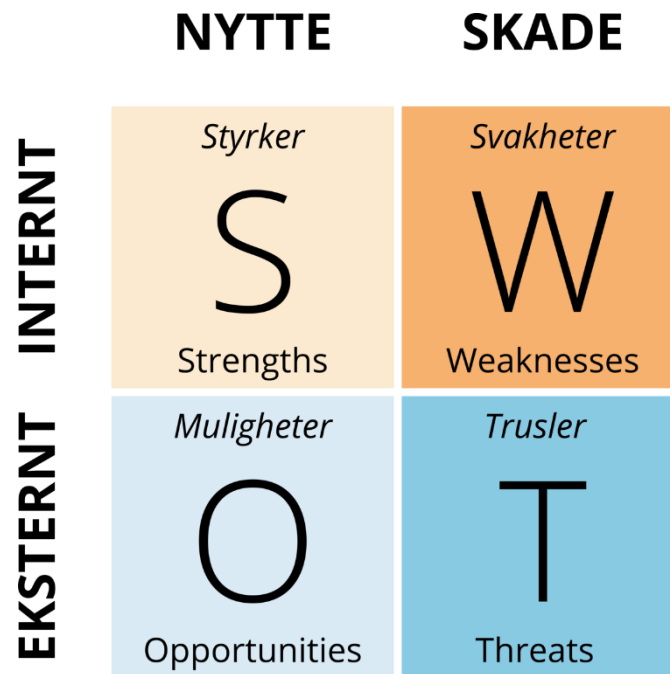 NYTTE
SKADE
INTERNT
Styrker
S
Strengths
Svakheter
W
Weaknesses
EKSTERNT
Muligheter
O
Opportunities
Trusler
T
Threats